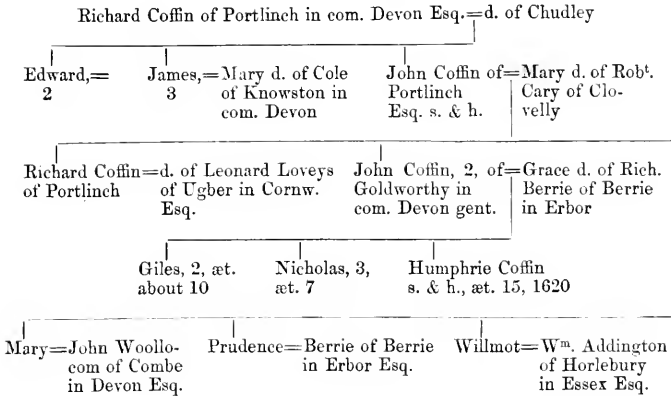 Richard Coffin of Portlinch in com. Devon Esq.=d. of Chudley
Edward,=
2
James,=Mary d. of Cole
3 of Knowston in
com. Devon
John Coffin of=Mary d. of Robᵗ.
Portlinch Cary of Clo-
Esq. s. & h. velly
Richard Coffin=d. of Leonard Loveys
of Portlinch of Ugber in Cornw.
Esq.
John Coffin, 2, of=Grace d. of Rich.
Goldworthy in Berrie of Berrie
com. Devon gent. in Erbor
Giles, 2, æt.
about 10
Nicholas, 3,
æt. 7
Humphrie Coffin
s. & h., æt. 15, 1620
Mary=John Woollo-
com of Combe
in Devon Esq.
Prudence=Berrie of Berrie
in Erbor Esq.
Willmot=Wᵐ. Addington
of Horlebury
in Essex Esq.